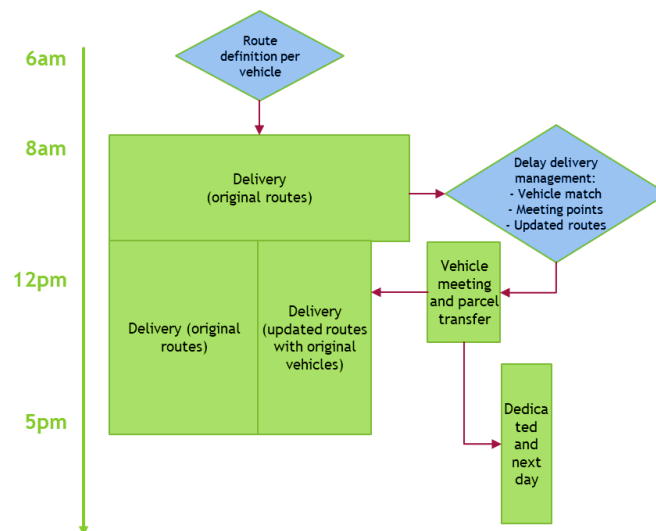 6am
Route
definition per
vehicle
8am
Delivery
(original routes)
Delay delivery
management:
- Vehicle match
- Meeting points
- Updated routes
12pm
Delivery (original
routes)
Delivery
(updated routes
with original
vehicles)
Vehicle
meeting
and parcel
transfer
5pm
Dedica
ted
and
next
day